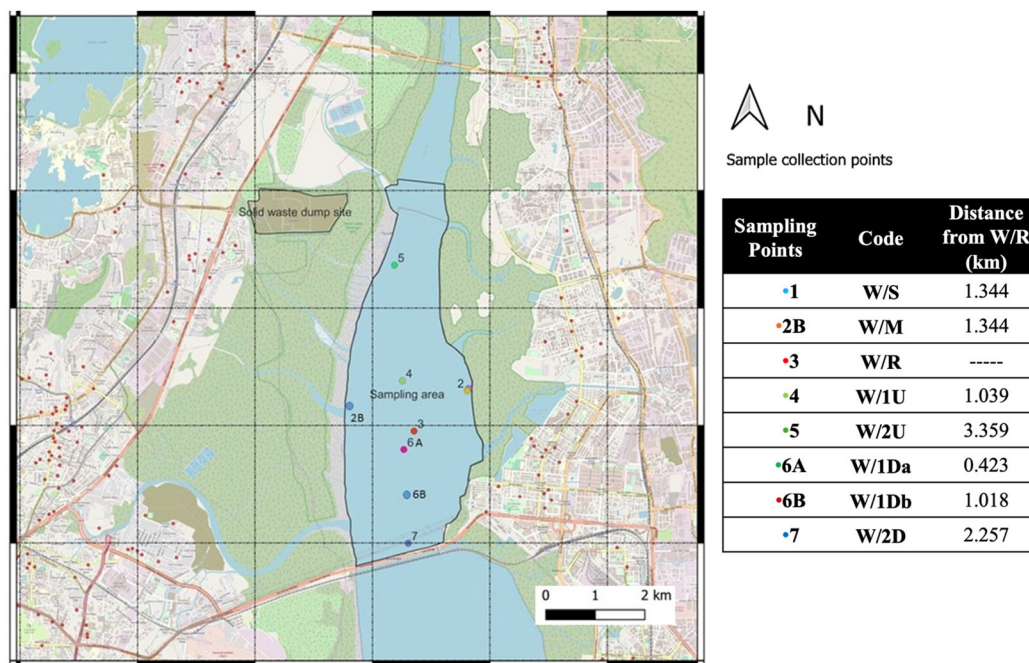 Solid waste dump site
5
4
Sampling area
2
2B
3
6A
6B
7
0 1 2 km
N
Sample collection points
Sampling Points Code Distance from W/R (km)
1 W/S 1.344
2B W/M 1.344
3 W/R -----
4 W/1U 1.039
5 W/2U 3.359
6A W/1Da 0.423
6B W/1Db 1.018
7 W/2D 2.257